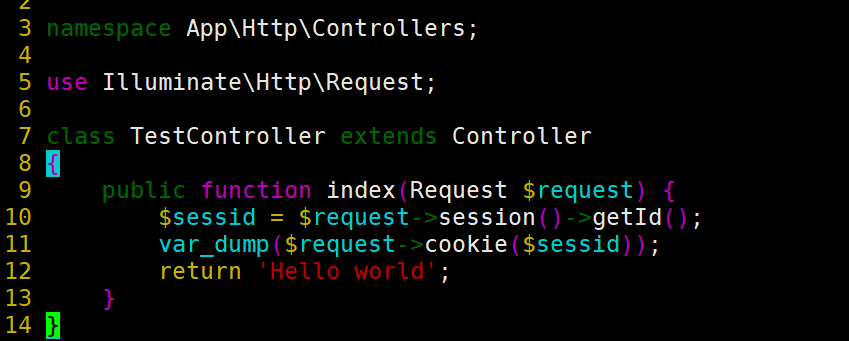 2
3 namespace App\Http\Controllers;
4
5 use Illuminate\Http\Request;
6
7 class TestController extends Controller
8 {
9     public function index(Request $request) {
10         $sessid = $request->session()->getId();
11         var_dump($request->cookie($sessid));
12         return 'Hello world';
13     }
14 }